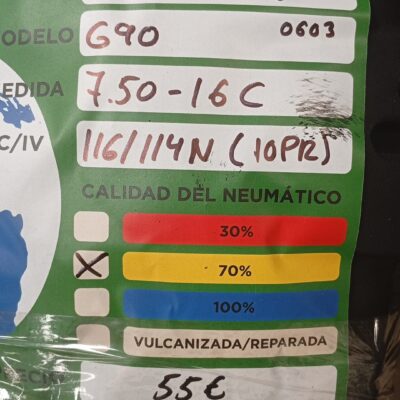 ODELO G90 0603
EDIDA 7.50-16C
C/IV 116/114N (10PR)
CALIDAD DEL NEUMÁTICO
30%
X 70%
100%
VULCANIZADA/REPARADA
55€